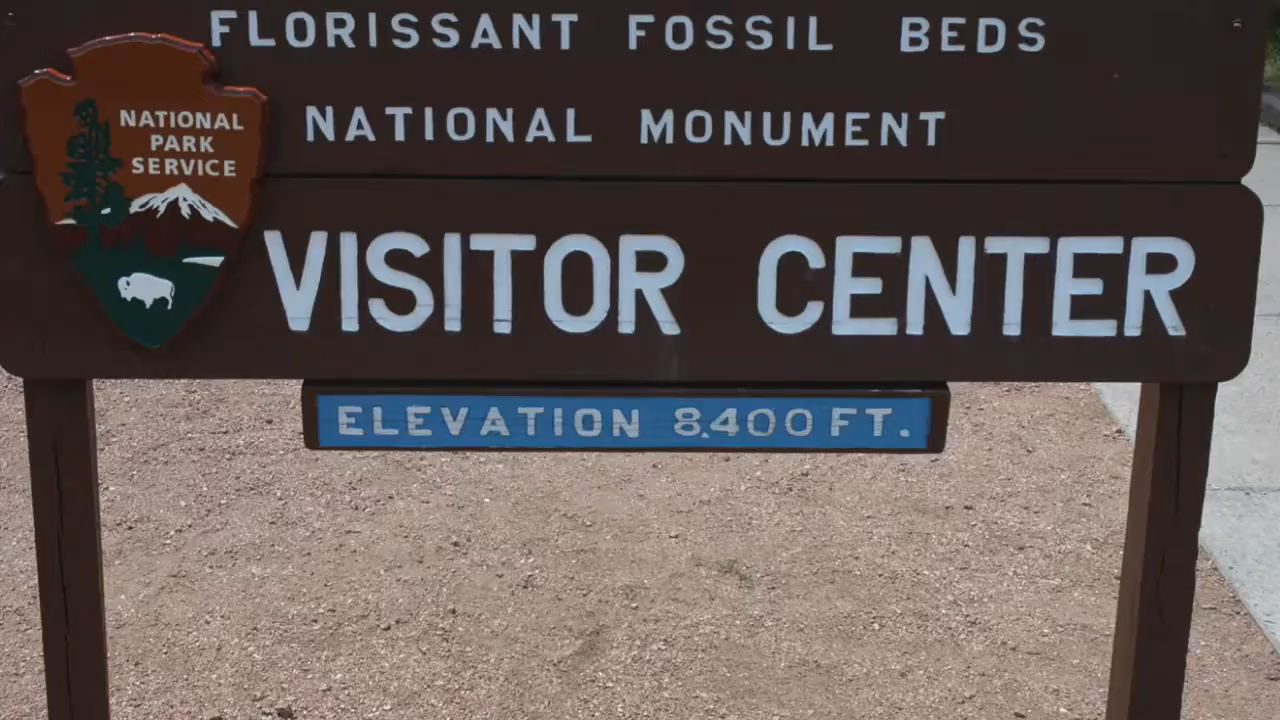 FLORISSANT FOSSIL BEDS
NATIONAL MONUMENT
NATIONAL
PARK
SERVICE
VISITOR CENTER
ELEVATION 8,400 FT.